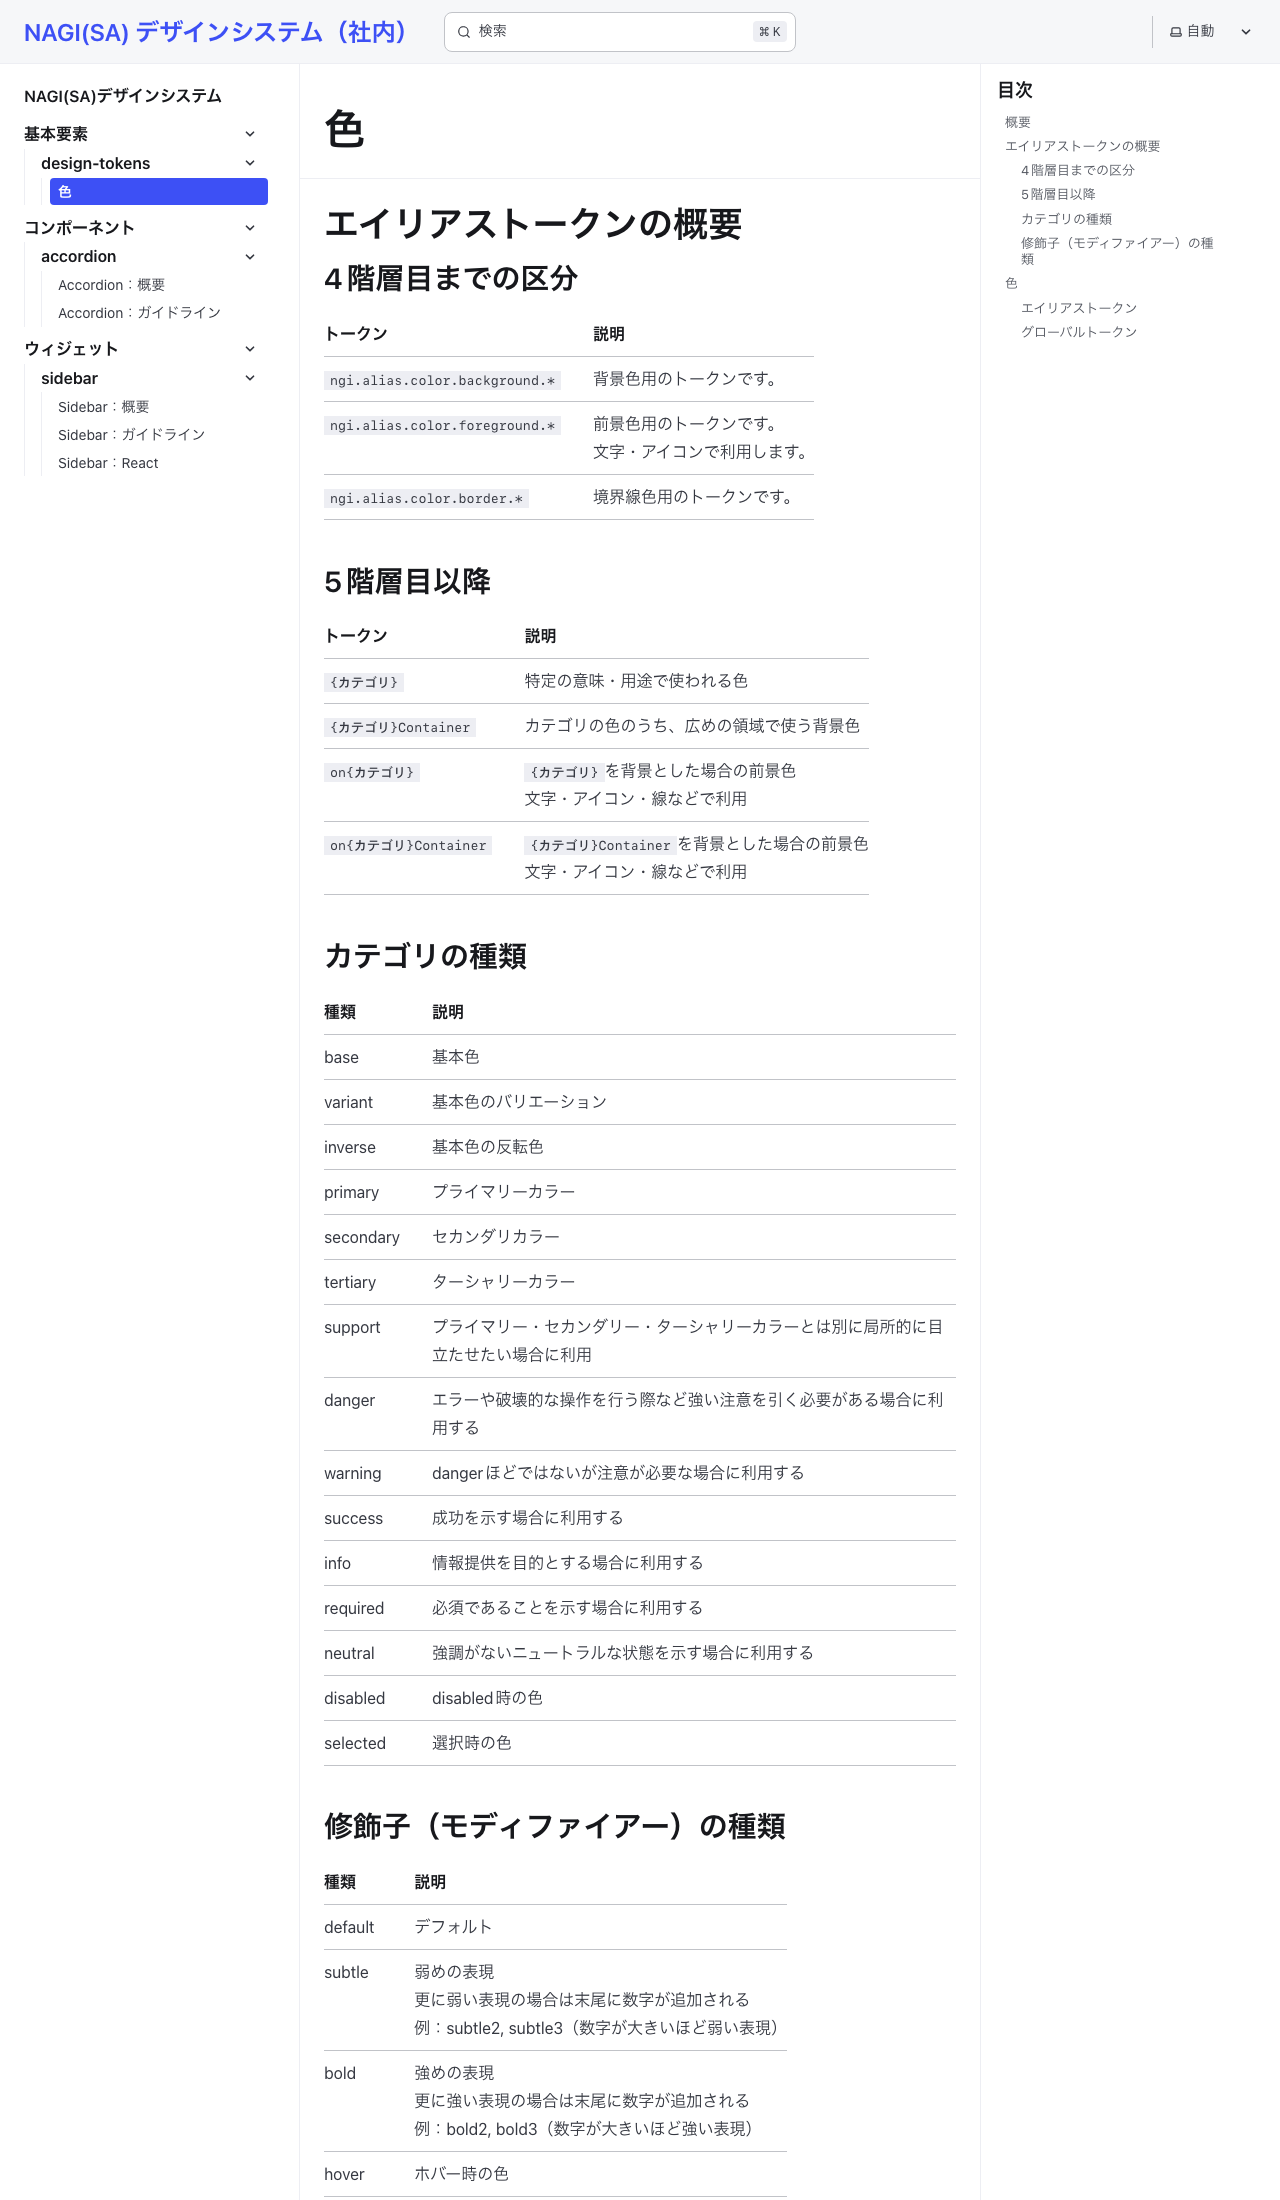 NAGI(SA) デザインシステム（社内）
検索
⌘ K
自動
NAGI(SA)デザインシステム
基本要素
design-tokens
色
コンポーネント
accordion
Accordion：概要
Accordion：ガイドライン
ウィジェット
sidebar
Sidebar：概要
Sidebar：ガイドライン
Sidebar：React
色
エイリアストークンの概要
4階層目までの区分
トークン 説明
ngi.alias.color.background.* 背景色用のトークンです。
ngi.alias.color.foreground.* 前景色用のトークンです。
文字・アイコンで利用します。
ngi.alias.color.border.* 境界線色用のトークンです。
5階層目以降
トークン 説明
{カテゴリ} 特定の意味・用途で使われる色
{カテゴリ}Container カテゴリの色のうち、広めの領域で使う背景色
on{カテゴリ} {カテゴリ}を背景とした場合の前景色
文字・アイコン・線などで利用
on{カテゴリ}Container {カテゴリ}Containerを背景とした場合の前景色
文字・アイコン・線などで利用
カテゴリの種類
種類 説明
base 基本色
variant 基本色のバリエーション
inverse 基本色の反転色
primary プライマリーカラー
secondary セカンダリカラー
tertiary ターシャリーカラー
support プライマリー・セカンダリー・ターシャリーカラーとは別に局所的に目
立たせたい場合に利用
danger エラーや破壊的な操作を行う際など強い注意を引く必要がある場合に利
用する
warning dangerほどではないが注意が必要な場合に利用する
success 成功を示す場合に利用する
info 情報提供を目的とする場合に利用する
required 必須であることを示す場合に利用する
neutral 強調がないニュートラルな状態を示す場合に利用する
disabled disabled時の色
selected 選択時の色
修飾子（モディファイアー）の種類
種類 説明
default デフォルト
subtle 弱めの表現
更に弱い表現の場合は末尾に数字が追加される
例：subtle2, subtle3（数字が大きいほど弱い表現）
bold 強めの表現
更に強い表現の場合は末尾に数字が追加される
例：bold2, bold3（数字が大きいほど強い表現）
hover ホバー時の色
目次
概要
エイリアストークンの概要
4階層目までの区分
5階層目以降
カテゴリの種類
修飾子（モディファイアー）の種
類
色
エイリアストークン
グローバルトークン